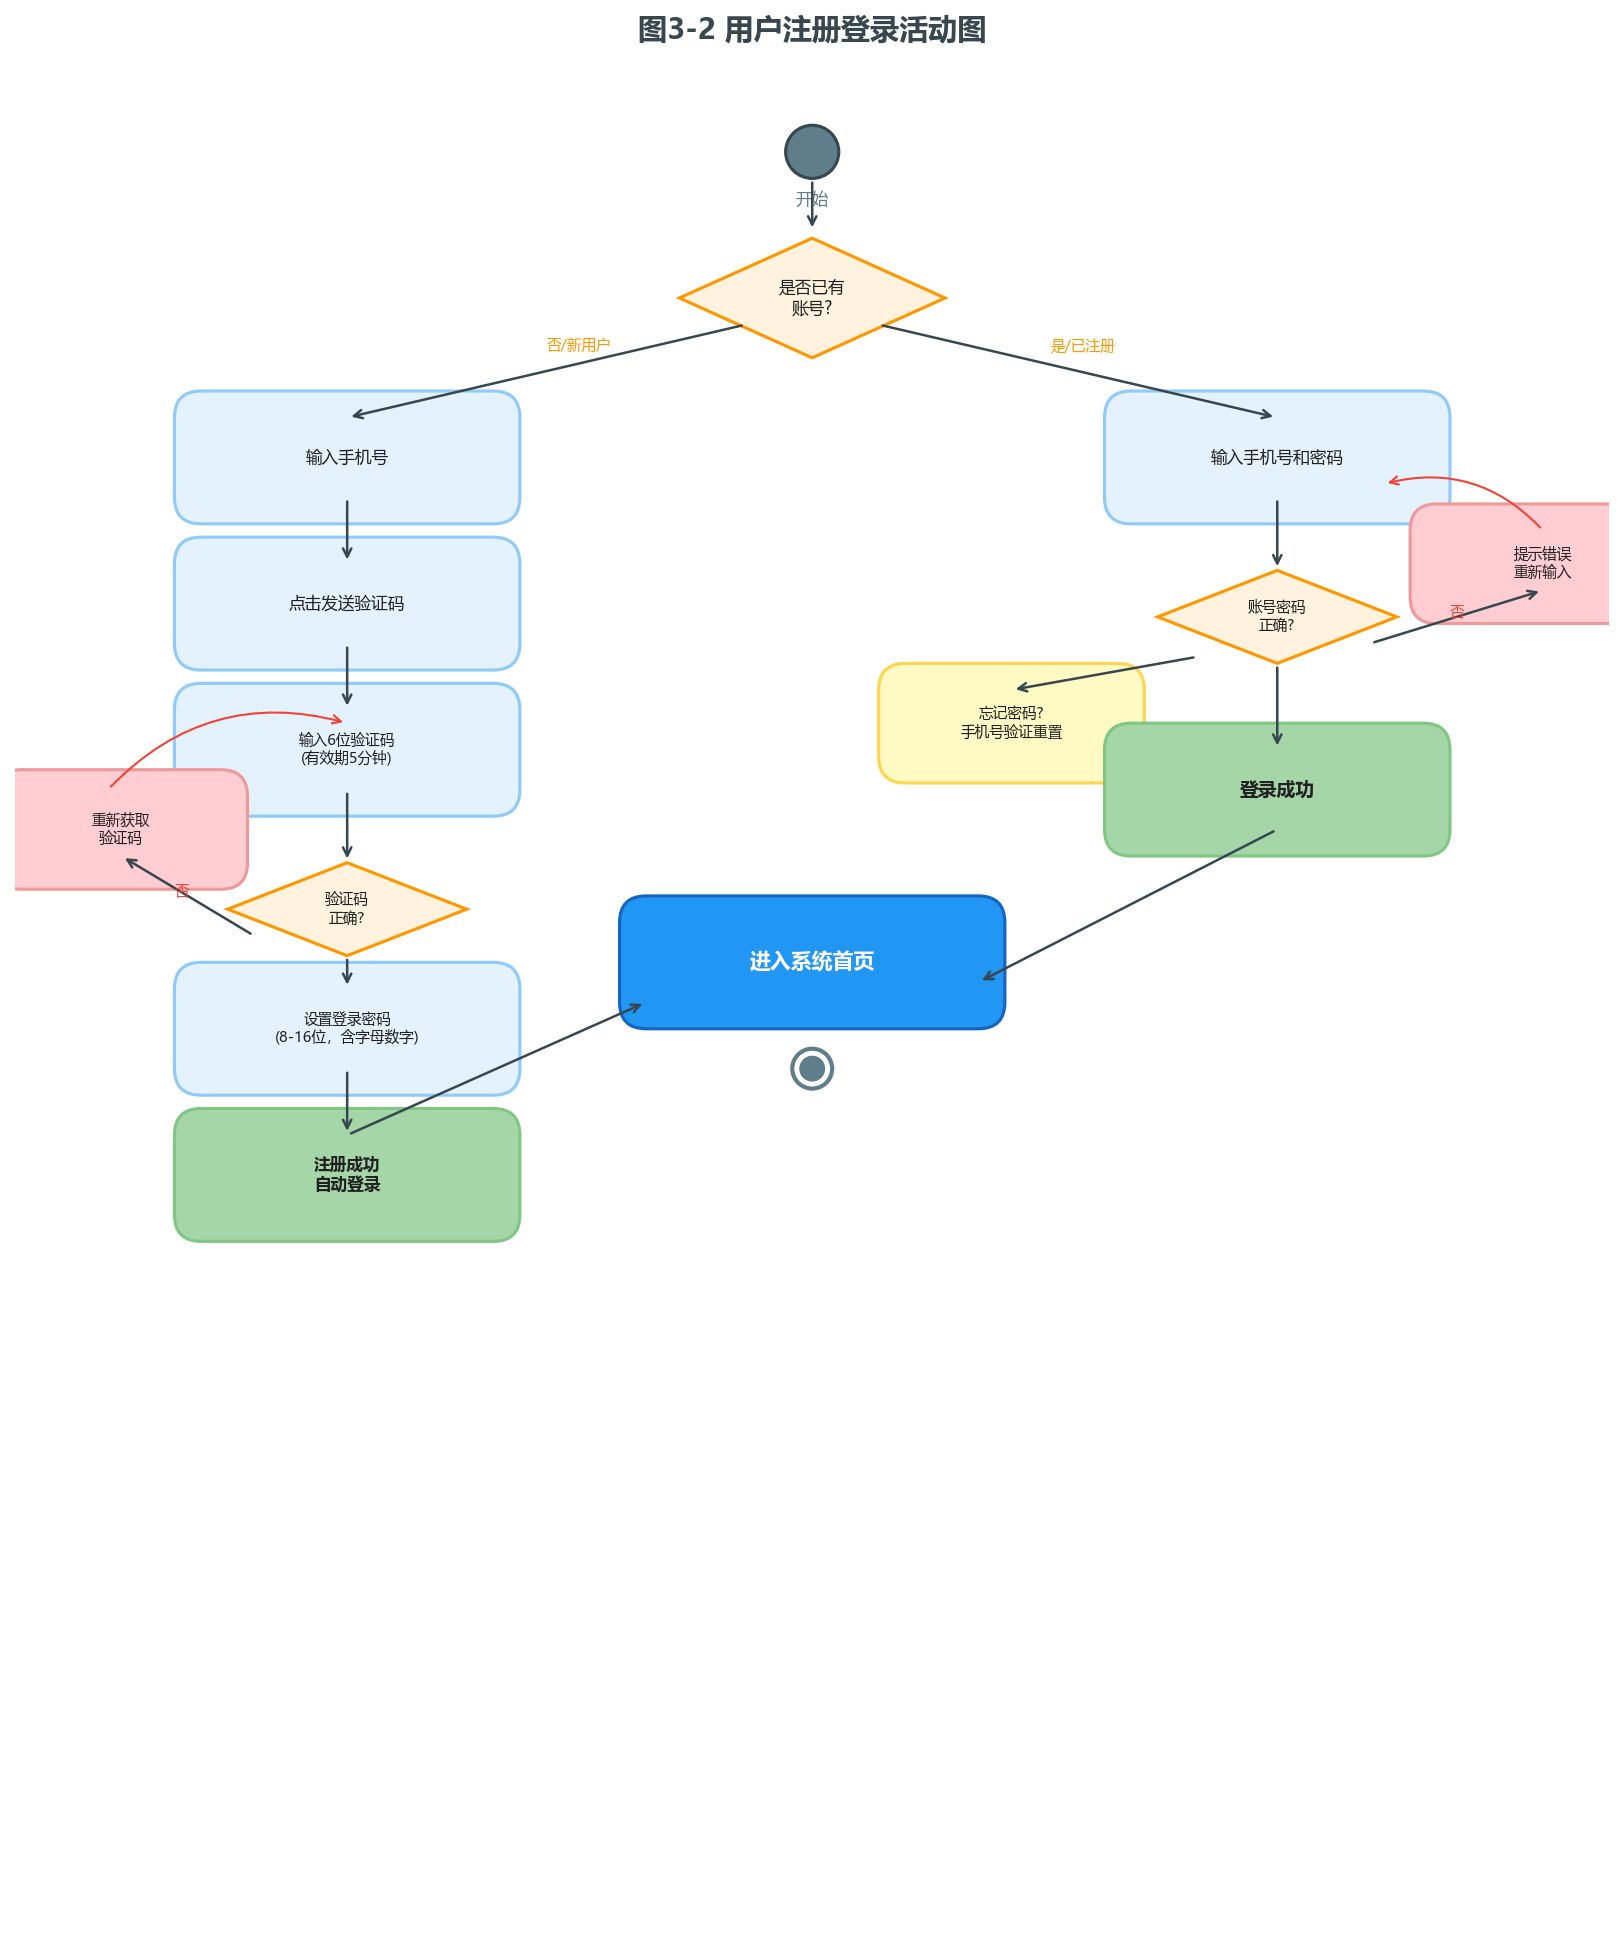 图3-2 用户注册登录活动图
开始
是否已有
账号?
否/新用户
是/已注册
输入手机号
输入手机号和密码
提示错误
重新输入
点击发送验证码
账号密码
正确?
否
忘记密码?
手机号验证重置
输入6位验证码
(有效期5分钟)
登录成功
重新获取
验证码
否
验证码
正确?
进入系统首页
设置登录密码
(8-16位，含字母数字)
注册成功
自动登录